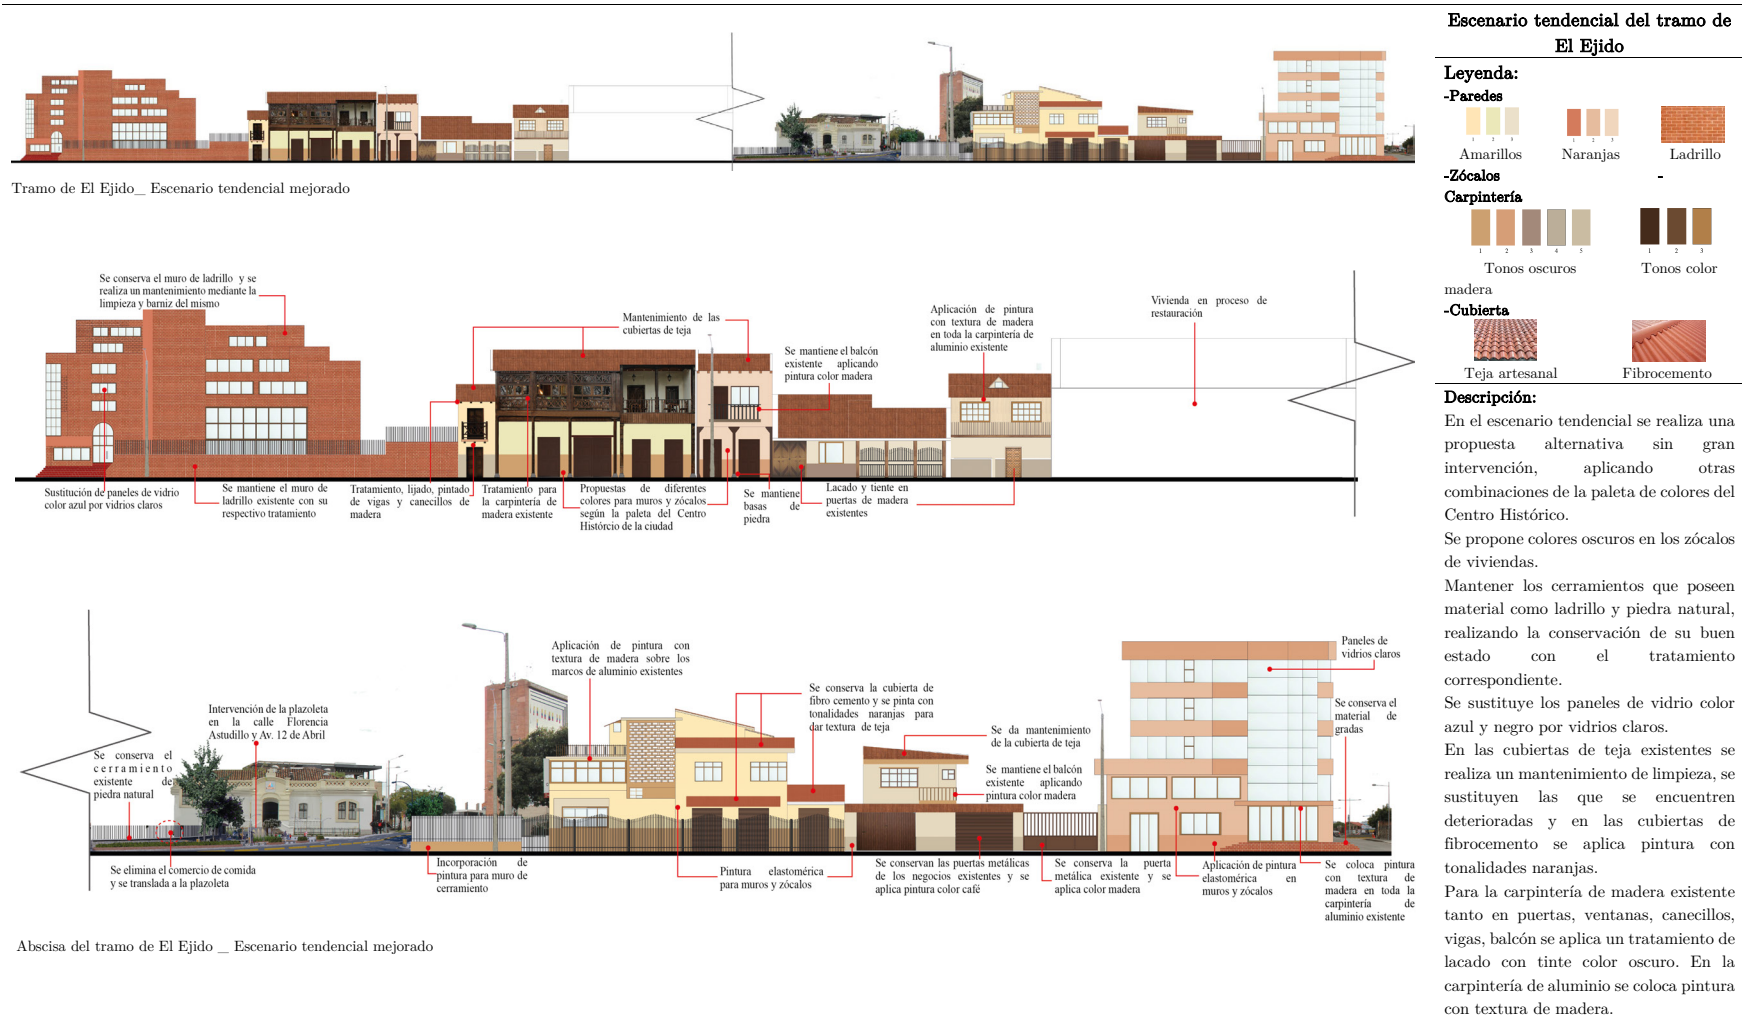 Tramo de El Ejido_ Escenario tendencial mejorado
Se conserva el muro de ladrillo y se
realiza un mantenimiento mediante la
limpieza y barniz del mismo
Mantenimiento de las
cubiertas de teja
Se mantiene el balcón
existente aplicando
pintura color madera
Aplicación de pintura
con textura de madera
en toda la carpintería de
aluminio existente
Vivienda en proceso de
restauración
Sustitución de paneles de vidrio
color azul por vidrios claros
Se mantiene el muro de
ladrillo existente con su
respectivo tratamiento
Tratamiento, lijado, pintado
de vigas y canecillos de
madera
Tratamiento para
la carpintería de
madera existente
Propuestas de diferentes
colores para muros y zócalos
según la paleta del Centro
Histórcio de la ciudad
Se mantiene
basas de
piedra
Lacado y tiente en
puertas de madera
existentes
Se conserva el
cerramiento
existente de
piedra natural
Intervención de la plazoleta
en la calle Florencia
Astudillo y Av. 12 de Abril
Aplicación de pintura con
textura de madera sobre los
marcos de aluminio existentes
Se conserva la cubierta de
fibro cemento y se pinta con
tonalidades naranjas para
dar textura de teja
Se da mantenimiento
de la cubierta de teja
Se mantiene el balcón
existente aplicando
pintura color madera
Paneles de
vidrios claros
Se conserva el
material de
gradas
Se elimina el comercio de comida
y se translada a la plazoleta
Incorporación de
pintura para muro de
cerramiento
Pintura elastomérica
para muros y zócalos
Se conservan las puertas metálicas
de los negocios existentes y se
aplica pintura color café
Se conserva la puerta
metálica existente y se
aplica color madera
Aplicación de pintura
elastomérica en
muros y zócalos
Se coloca pintura
con textura de
madera en toda la
carpintería de
aluminio existente
Abscisa del tramo de El Ejido _ Escenario tendencial mejorado
Escenario tendencial del tramo de
El Ejido
Leyenda:
-Paredes
1 2 3 1 2 3
Amarillos Naranjas Ladrillo
-Zócalos -
Carpintería
1 2 3 4 5 1 2 3
Tonos oscuros Tonos color
madera
-Cubierta
Teja artesanal Fibrocemento
Descripción:
En el escenario tendencial se realiza una
propuesta alternativa sin gran
intervención, aplicando otras
combinaciones de la paleta de colores del
Centro Histórico.
Se propone colores oscuros en los zócalos
de viviendas.
Mantener los cerramientos que poseen
material como ladrillo y piedra natural,
realizando la conservación de su buen
estado con el tratamiento
correspondiente.
Se sustituye los paneles de vidrio color
azul y negro por vidrios claros.
En las cubiertas de teja existentes se
realiza un mantenimiento de limpieza, se
sustituyen las que se encuentren
deterioradas y en las cubiertas de
fibrocemento se aplica pintura con
tonalidades naranjas.
Para la carpintería de madera existente
tanto en puertas, ventanas, canecillos,
vigas, balcón se aplica un tratamiento de
lacado con tinte color oscuro. En la
carpintería de aluminio se coloca pintura
con textura de madera.